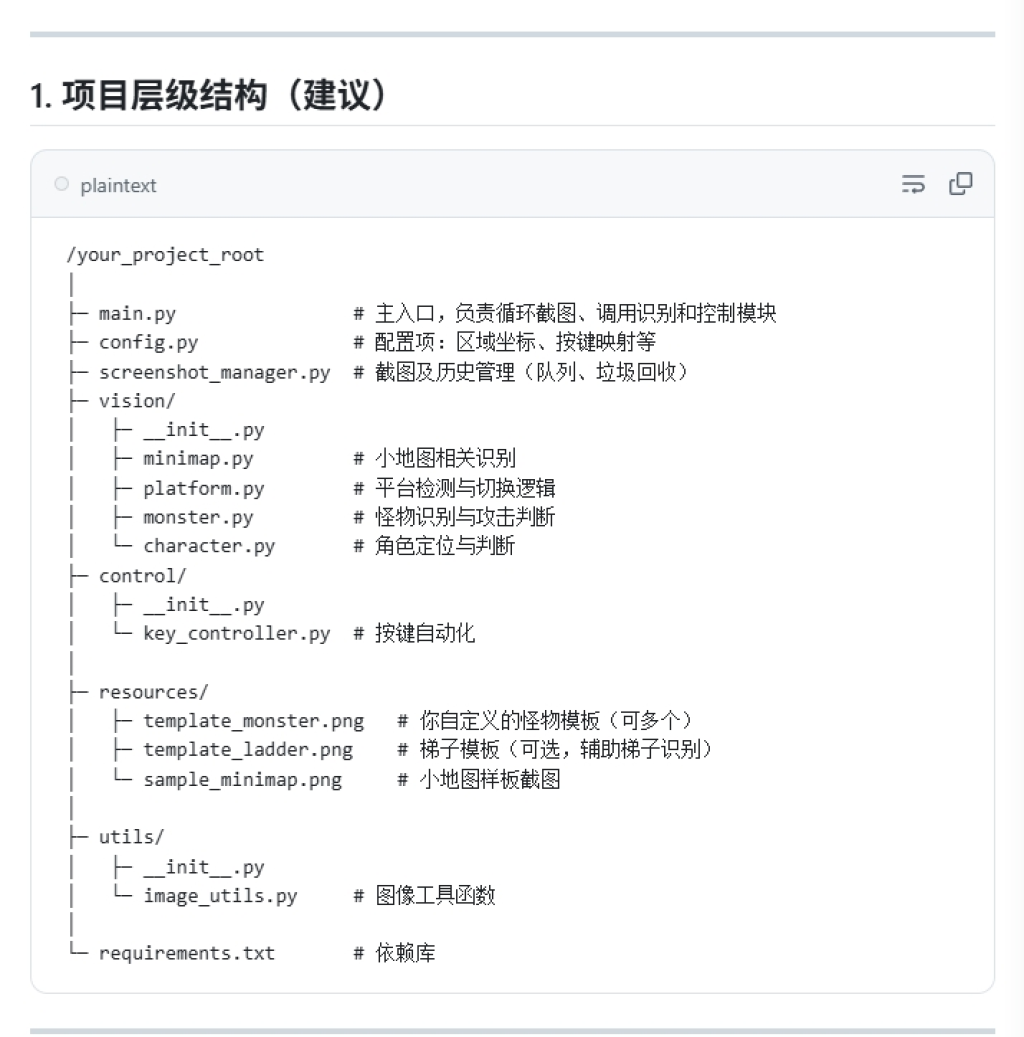 1. 项目层级结构（建议）
plaintext
/your_project_root
│
├─ main.py                # 主入口，负责循环截图、调用识别和控制模块
├─ config.py              # 配置项：区域坐标、按键映射等
├─ screenshot_manager.py  # 截图及历史管理（队列、垃圾回收）
├─ vision/
│   ├─ __init__.py
│   ├─ minimap.py         # 小地图相关识别
│   ├─ platform.py        # 平台检测与切换逻辑
│   ├─ monster.py         # 怪物识别与攻击判断
│   └─ character.py       # 角色定位与判断
├─ control/
│   ├─ __init__.py
│   └─ key_controller.py  # 按键自动化
│
├─ resources/
│   ├─ template_monster.png   # 你自定义的怪物模板（可多个）
│   ├─ template_ladder.png    # 梯子模板（可选，辅助梯子识别）
│   └─ sample_minimap.png     # 小地图样板截图
│
├─ utils/
│   ├─ __init__.py
│   └─ image_utils.py     # 图像工具函数
│
└─ requirements.txt       # 依赖库